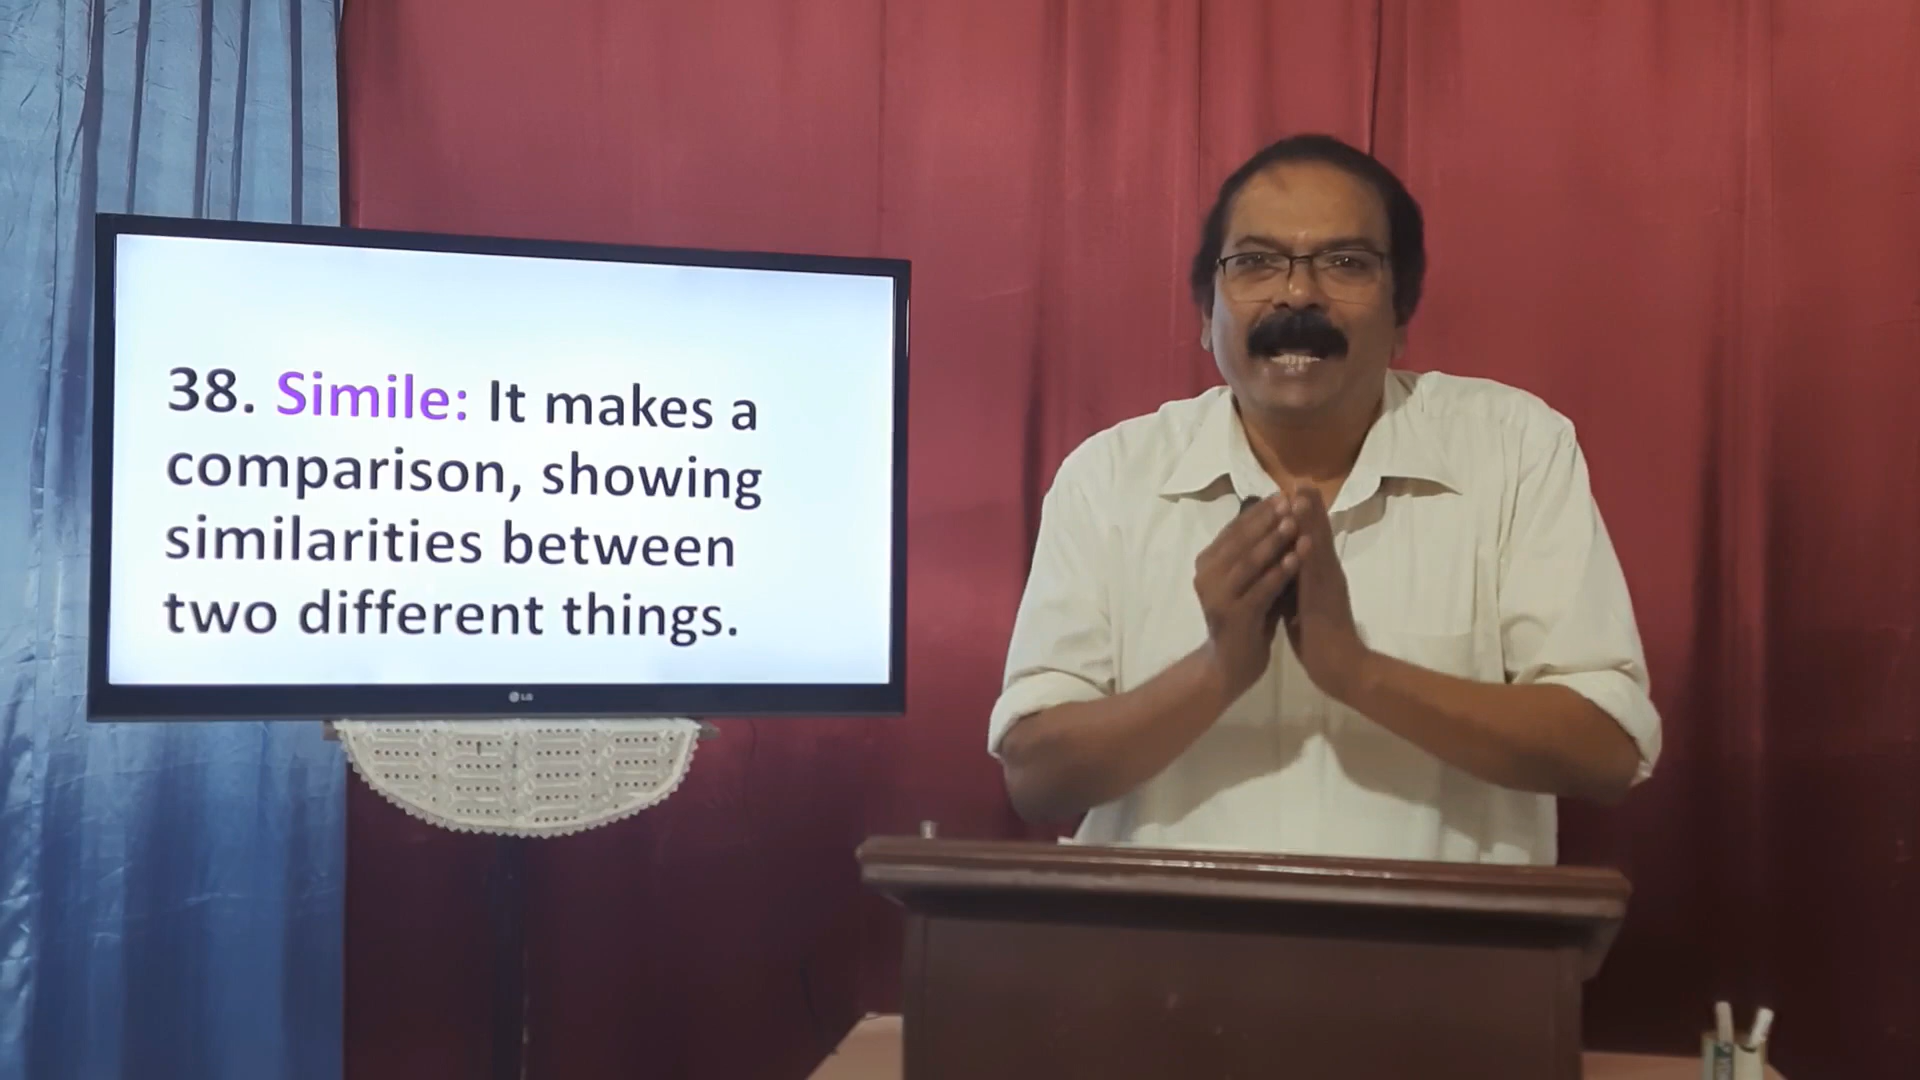 38. Simile: It makes a
comparison, showing
similarities between
two different things.
LG